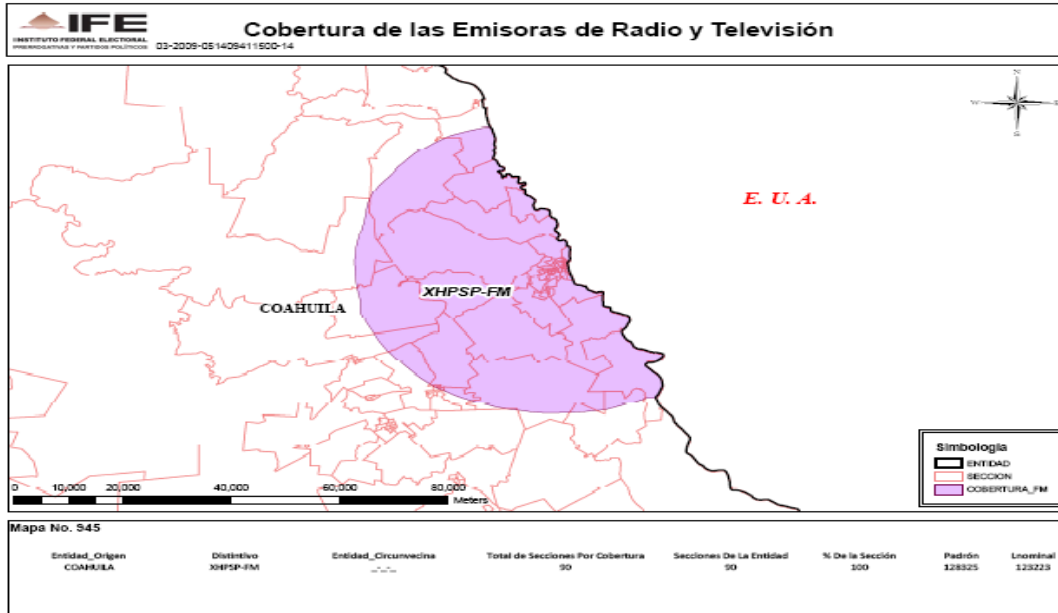 IFE
INSTITUTO FEDERAL ELECTORAL
PRERROGATIVAS Y PARTIDOS POLÍTICOS
03-2009-051409411500-14
Cobertura de las Emisoras de Radio y Televisión
N
W E
S
E. U. A.
XHPSP-FM
COAHUILA
Simbología
ENTIDAD
SECCION
COBERTURA_FM
0 10,000 20,000 40,000 60,000 80,000
Meters
Mapa No. 945
Entidad_Origen Distintivo Entidad_Circunvecina Total de Secciones Por Cobertura Secciones De La Entidad % De la Sección Padrón Lnominal
COAHUILA XHPSP-FM -.-.-. 90 90 100 128325 123223